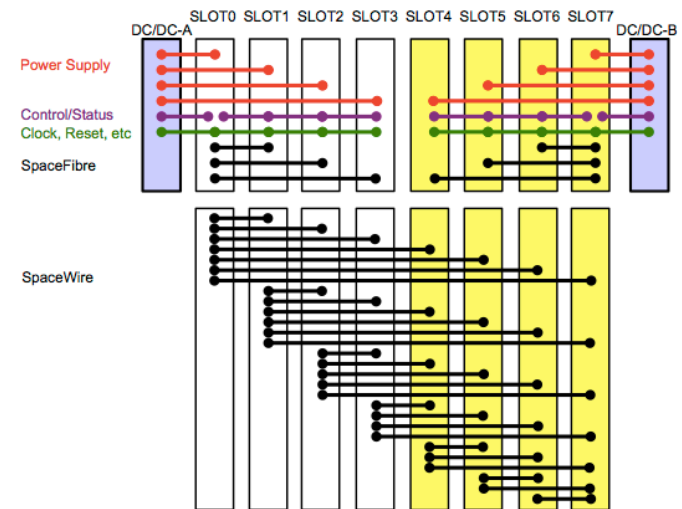 SLOT0 SLOT1 SLOT2 SLOT3 SLOT4 SLOT5 SLOT6 SLOT7
DC/DC-A DC/DC-B
Power Supply
Control/Status
Clock, Reset, etc
SpaceFibre
SpaceWire